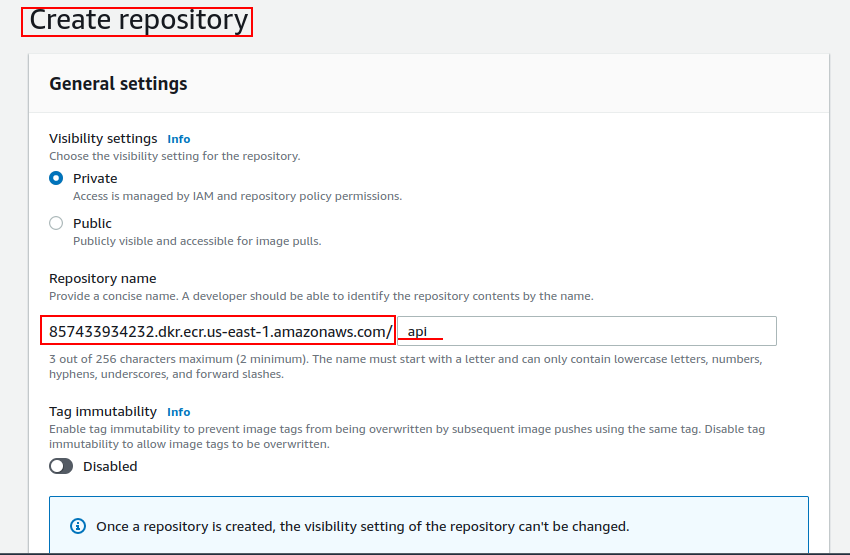 Create repository
General settings
Visibility settings Info
Choose the visibility setting for the repository.
Private
Access is managed by IAM and repository policy permissions.
Public
Publicly visible and accessible for image pulls.
Repository name
Provide a concise name. A developer should be able to identify the repository contents by the name.
857433934232.dkr.ecr.us-east-1.amazonaws.com/ api
3 out of 256 characters maximum (2 minimum). The name must start with a letter and can only contain lowercase letters, numbers,
hyphens, underscores, and forward slashes.
Tag immutability Info
Enable tag immutability to prevent image tags from being overwritten by subsequent image pushes using the same tag. Disable tag
immutability to allow image tags to be overwritten.
Disabled
Once a repository is created, the visibility setting of the repository can't be changed.